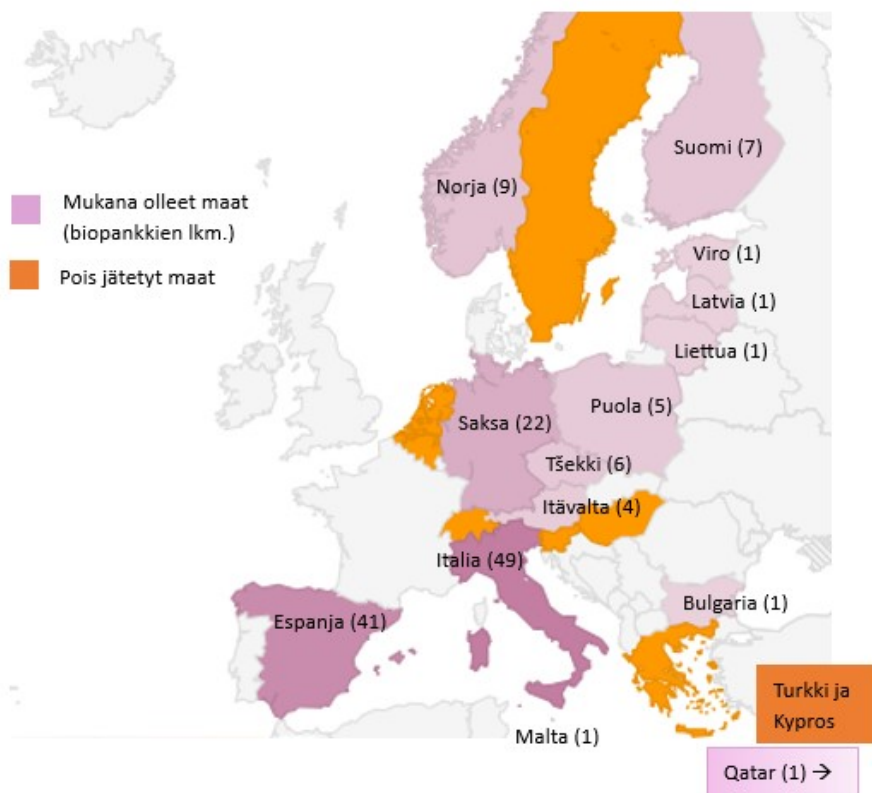 Suomi (7)
Norja (9)
Mukana olleet maat
(biopankkien lkm.)
Viro (1)
Pois jätetyt maat
Latvia (1)
Liettua (1)
Puola (5)
Saksa (22)
Tšekki (6)
Itävalta (4)
Italia (49)
Bulgaria (1)
Espanja (41)
Turkki ja
Kypros
Malta (1)
Qatar (1) →